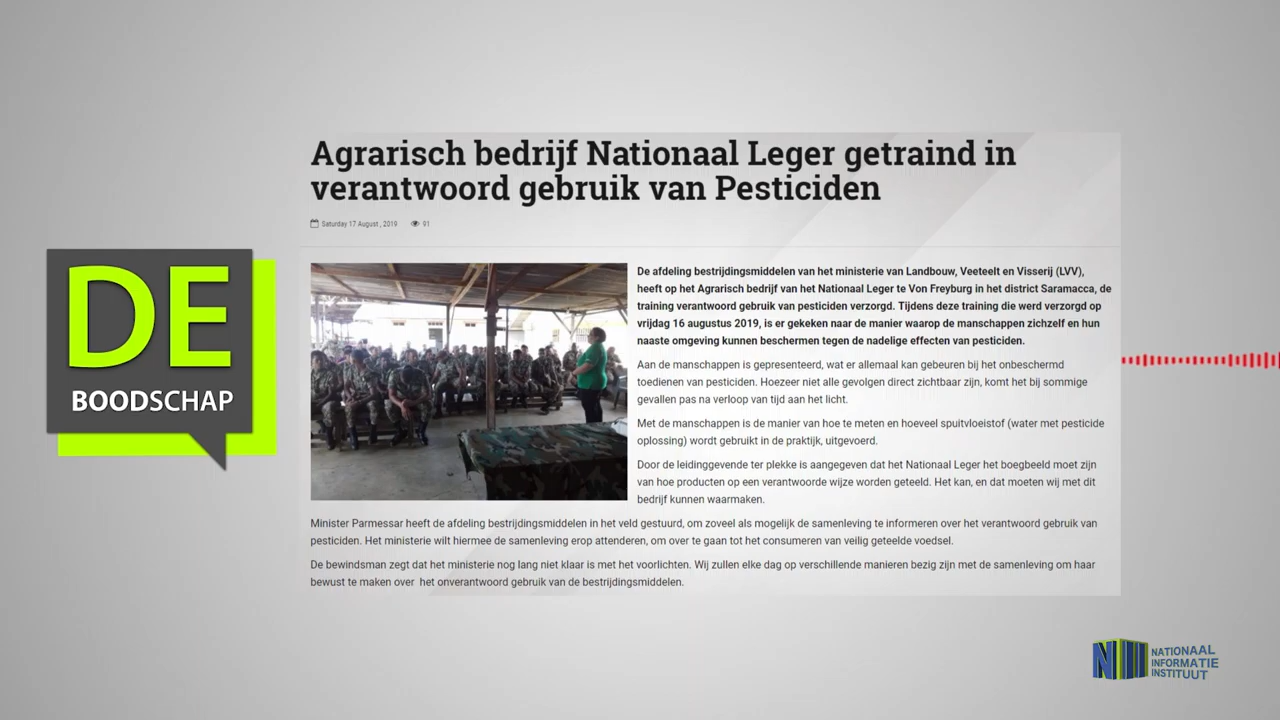 Agrarisch bedrijf Nationaal Leger getraind in
verantwoord gebruik van Pesticiden
Saturday 17 August , 2019 91
DE
BOODSCHAP
De afdeling bestrijdingsmiddelen van het ministerie van Landbouw, Veeteelt en Visserij (LVV),
heeft op het Agrarisch bedrijf van het Nationaal Leger te Von Freyburg in het district Saramacca, de
training verantwoord gebruik van pesticiden verzorgd. Tijdens deze training die werd verzorgd op
vrijdag 16 augustus 2019, is er gekeken naar de manier waarop de manschappen zichzelf en hun
naaste omgeving kunnen beschermen tegen de nadelige effecten van pesticiden.
Aan de manschappen is gepresenteerd, wat er allemaal kan gebeuren bij het onbeschermd
toedienen van pesticiden. Hoezeer niet alle gevolgen direct zichtbaar zijn, komt het bij sommige
gevallen pas na verloop van tijd aan het licht.
Met de manschappen is de manier van hoe te meten en hoeveel spuitvloeistof (water met pesticide
oplossing) wordt gebruikt in de praktijk, uitgevoerd.
Door de leidinggevende ter plekke is aangegeven dat het Nationaal Leger het boegbeeld moet zijn
van hoe producten op een verantwoorde wijze worden geteeld. Het kan, en dat moeten wij met dit
bedrijf kunnen waarmaken.
Minister Parmessar heeft de afdeling bestrijdingsmiddelen in het veld gestuurd, om zoveel als mogelijk de samenleving te informeren over het verantwoord gebruik van
pesticiden. Het ministerie wilt hiermee de samenleving erop attenderen, om over te gaan tot het consumeren van veilig geteelde voedsel.
De bewindsman zegt dat het ministerie nog lang niet klaar is met het voorlichten. Wij zullen elke dag op verschillende manieren bezig zijn met de samenleving om haar
bewust te maken over het onverantwoord gebruik van de bestrijdingsmiddelen.
NII
NATIONAAL
INFORMATIE
INSTITUUT